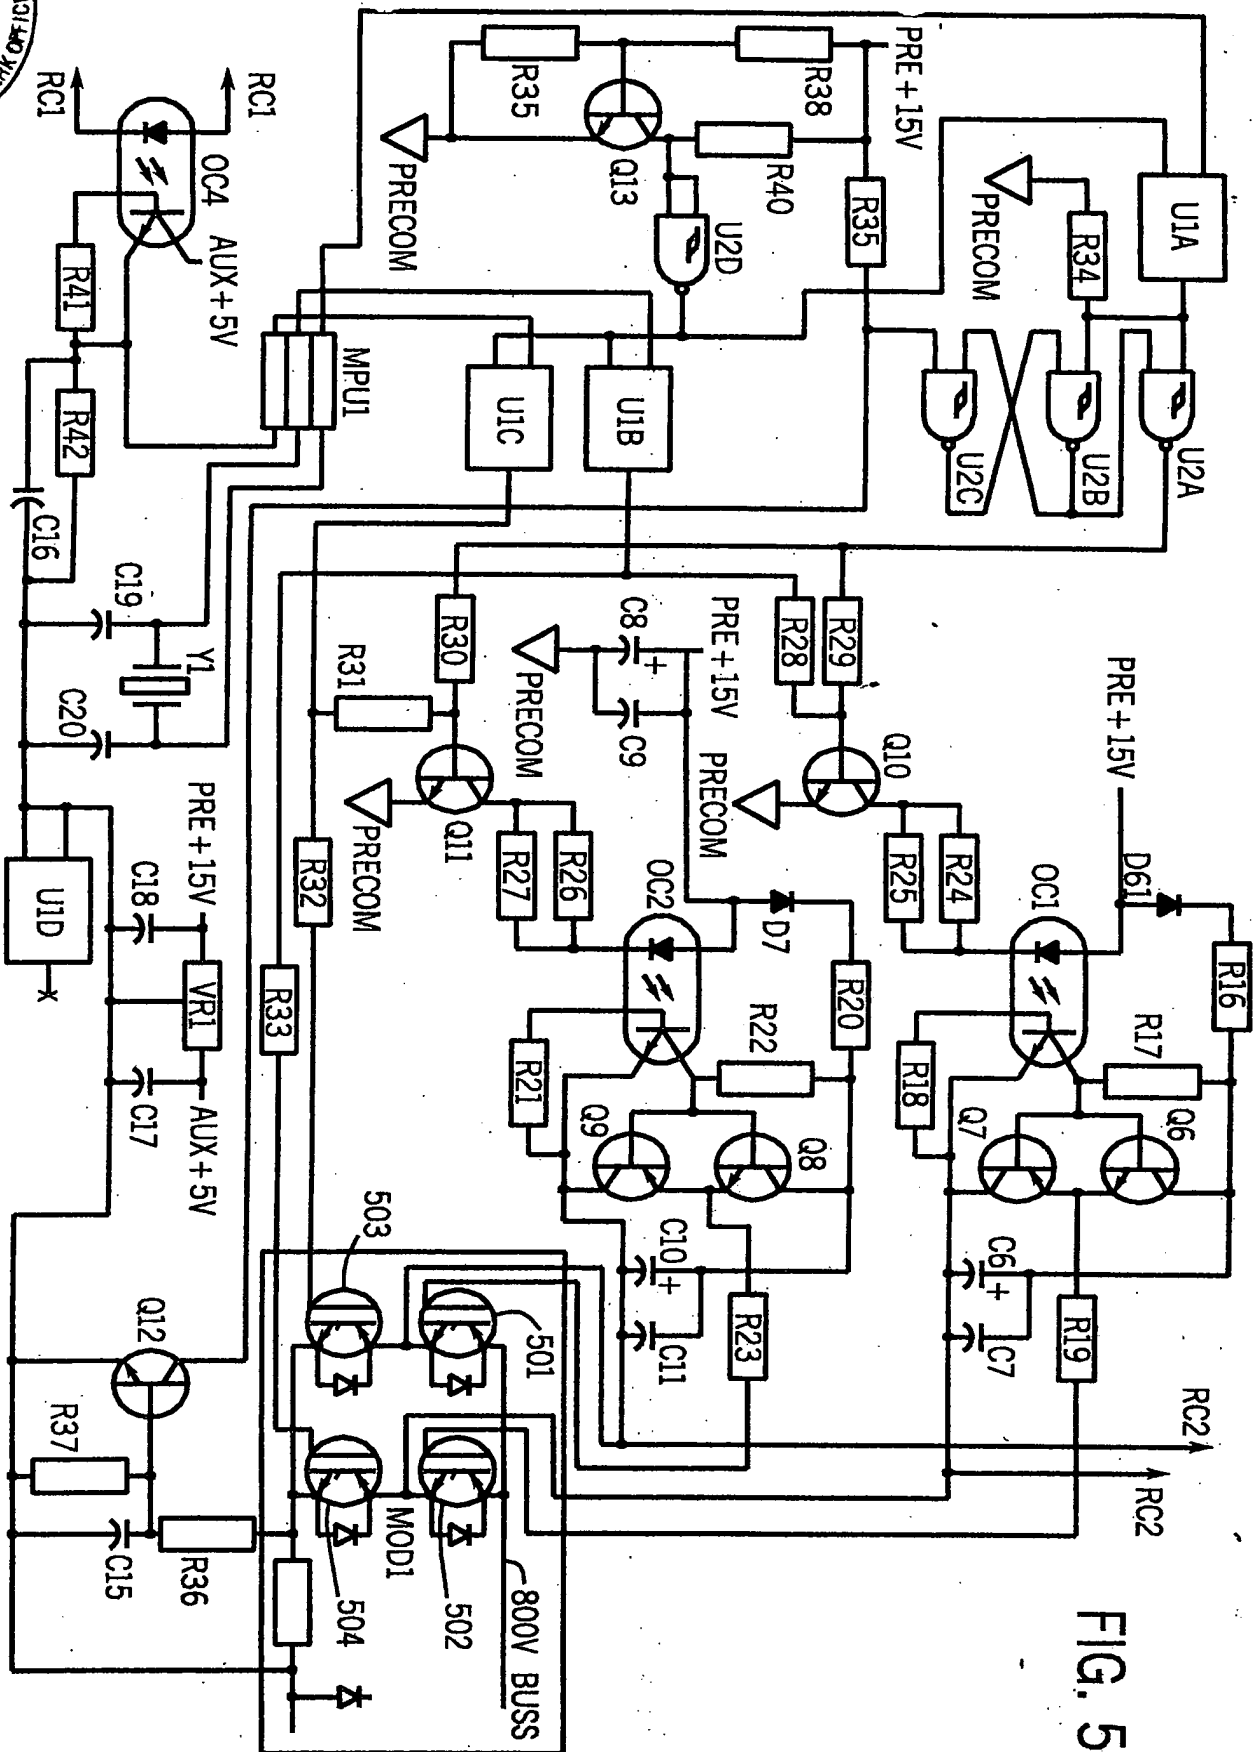 FIG. 5
PRE+15V
R38
R35
Q13
R40
PRECOM
U2D
R35
U1A
R34
PRECOM
U2A
U2B
U2C
U1B
U1C
MPU1
RC1
RC1
OC4
AUX+5V
R41
R42
C16
C19
Y1
C20
PRE+15V
D61
R16
R17
OC1
R18
Q6
Q7
C6
+
C7
R19
RC2
RC2
R29
R28
Q10
PRECOM
R24
R25
PRE+15V
C8
+
C9
PRECOM
D7
R20
R22
OC2
R21
Q8
Q9
C10
+
C11
R23
R30
R31
Q11
PRECOM
R26
R27
R32
R33
PRE+15V
C18
VR1
C17
AUX+5V
U1D
X
503
501
MOD1
502
504
800V BUSS
Q12
R37
C15
R36